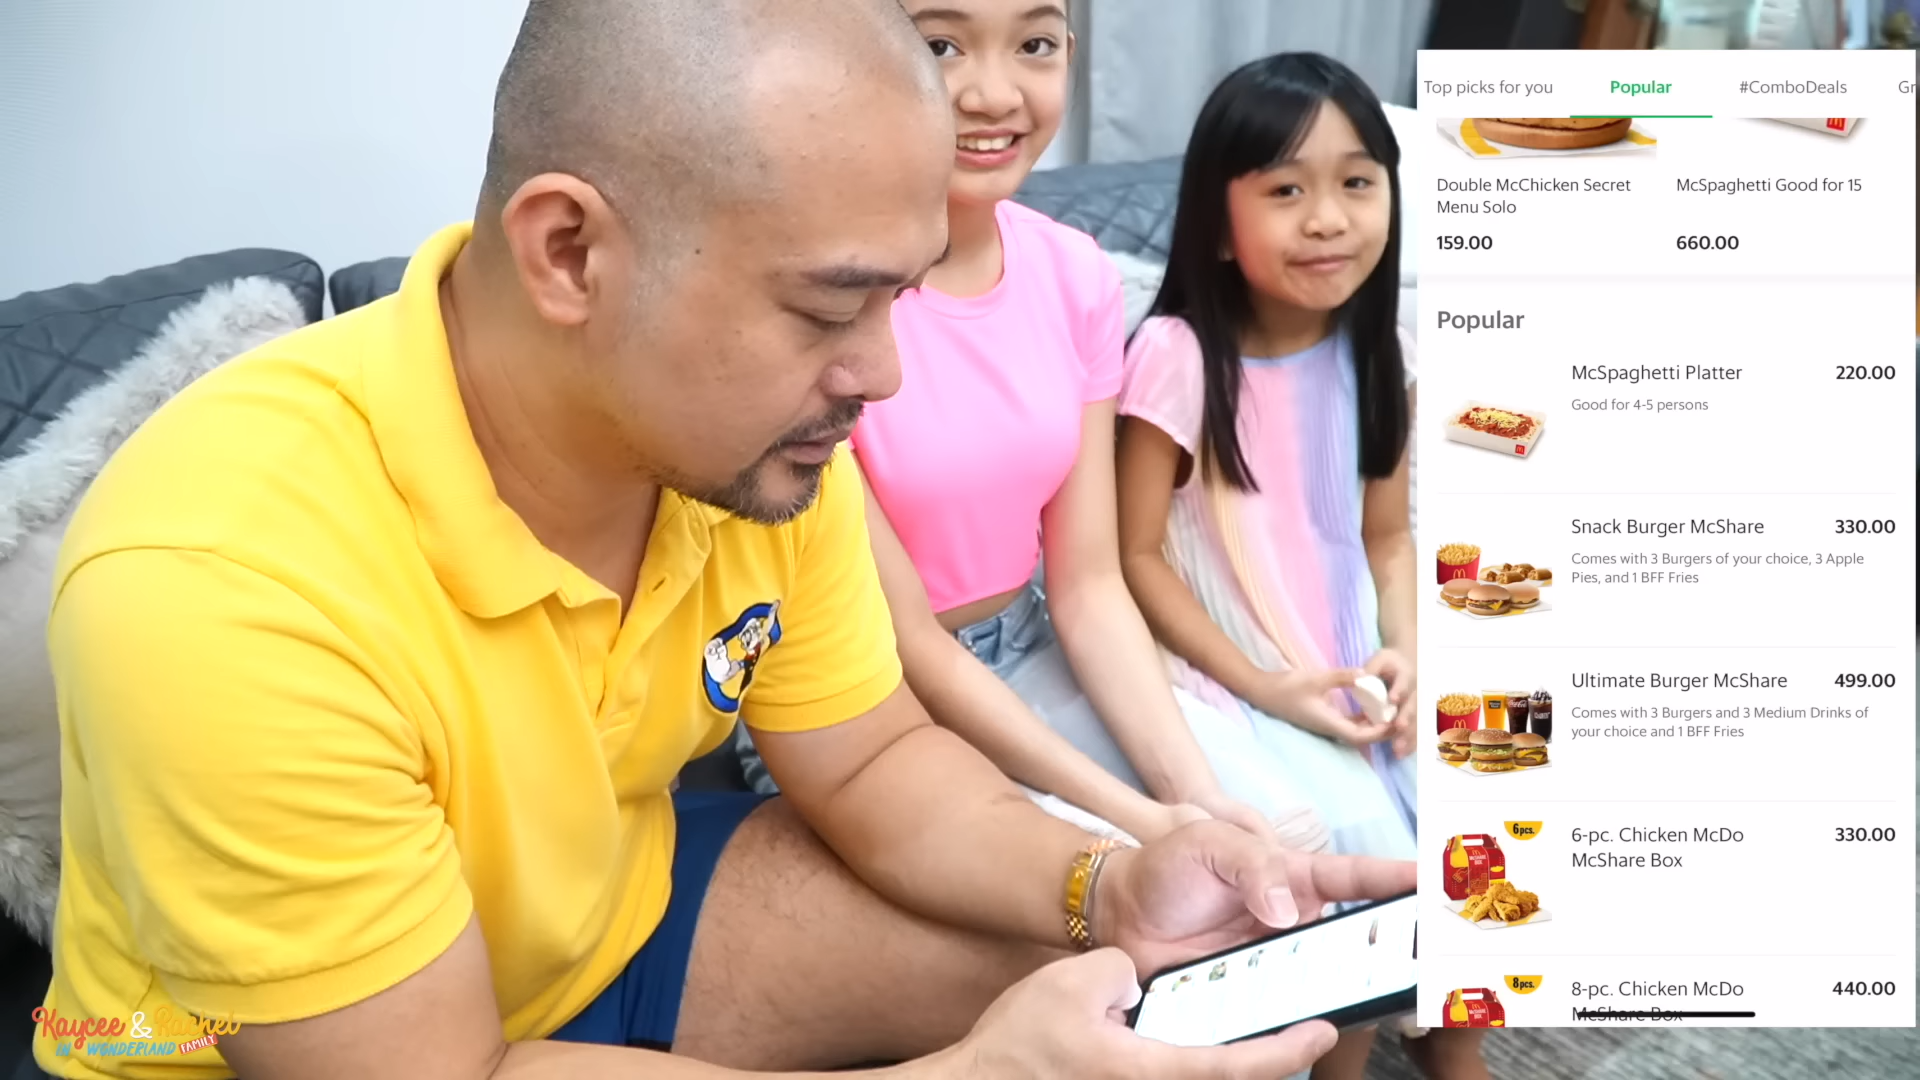 Top picks for you Popular #ComboDeals Gr
Double McChicken Secret
Menu Solo
159.00
McSpaghetti Good for 15
660.00
Popular
McSpaghetti Platter 220.00
Good for 4-5 persons
Snack Burger McShare 330.00
Comes with 3 Burgers of your choice, 3 Apple
Pies, and 1 BFF Fries
Ultimate Burger McShare 499.00
Comes with 3 Burgers and 3 Medium Drinks of
your choice and 1 BFF Fries
6pcs.
6-pc. Chicken McDo 330.00
McShare Box
8pcs.
8-pc. Chicken McDo 440.00
McShare Box
Kaycee & Rachel
IN WONDERLAND FAMILY